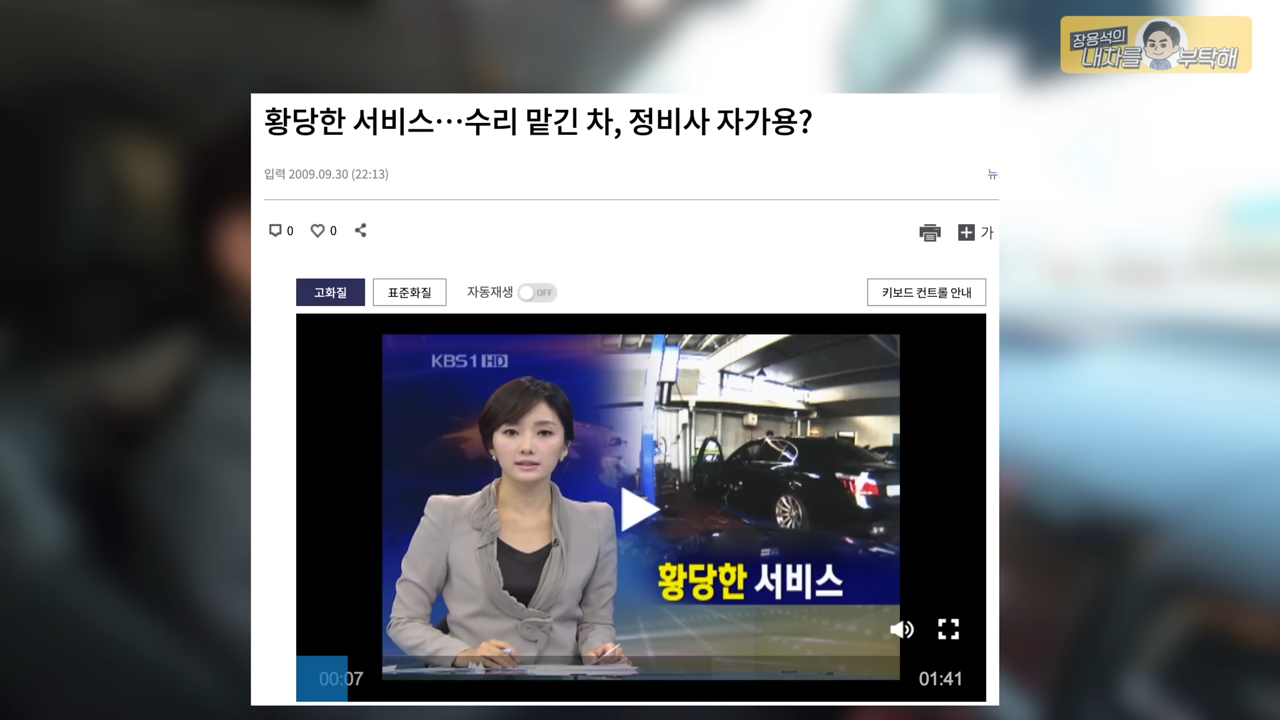 장용석의
내차를 부탁해
황당한 서비스…수리 맡긴 차, 정비사 자가용?
입력 2009.09.30 (22:13)
뉴
0 0
가
고화질 표준화질 자동재생 OFF 키보드 컨트롤 안내
KBS1 HD
황당한 서비스
00:07 01:41